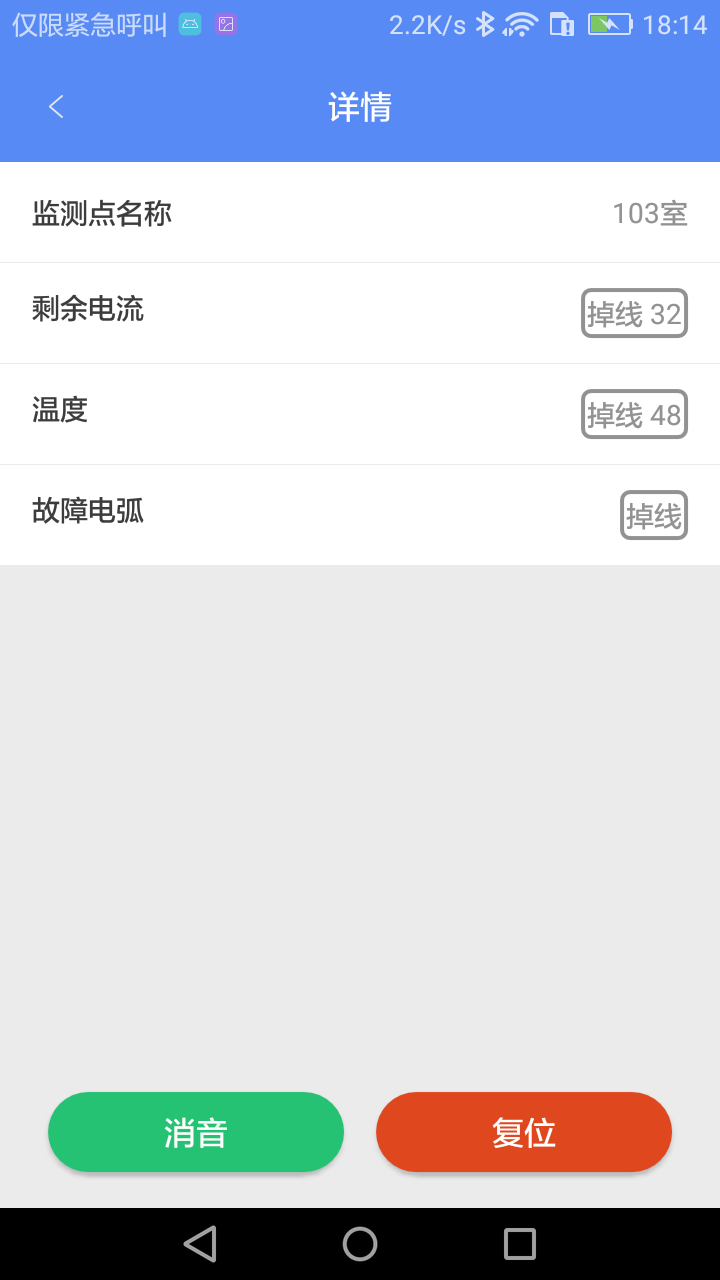 仅限紧急呼叫 2.2K/s 18:14
详情
监测点名称 103室
剩余电流 掉线 32
温度 掉线 48
故障电弧 掉线
消音 复位